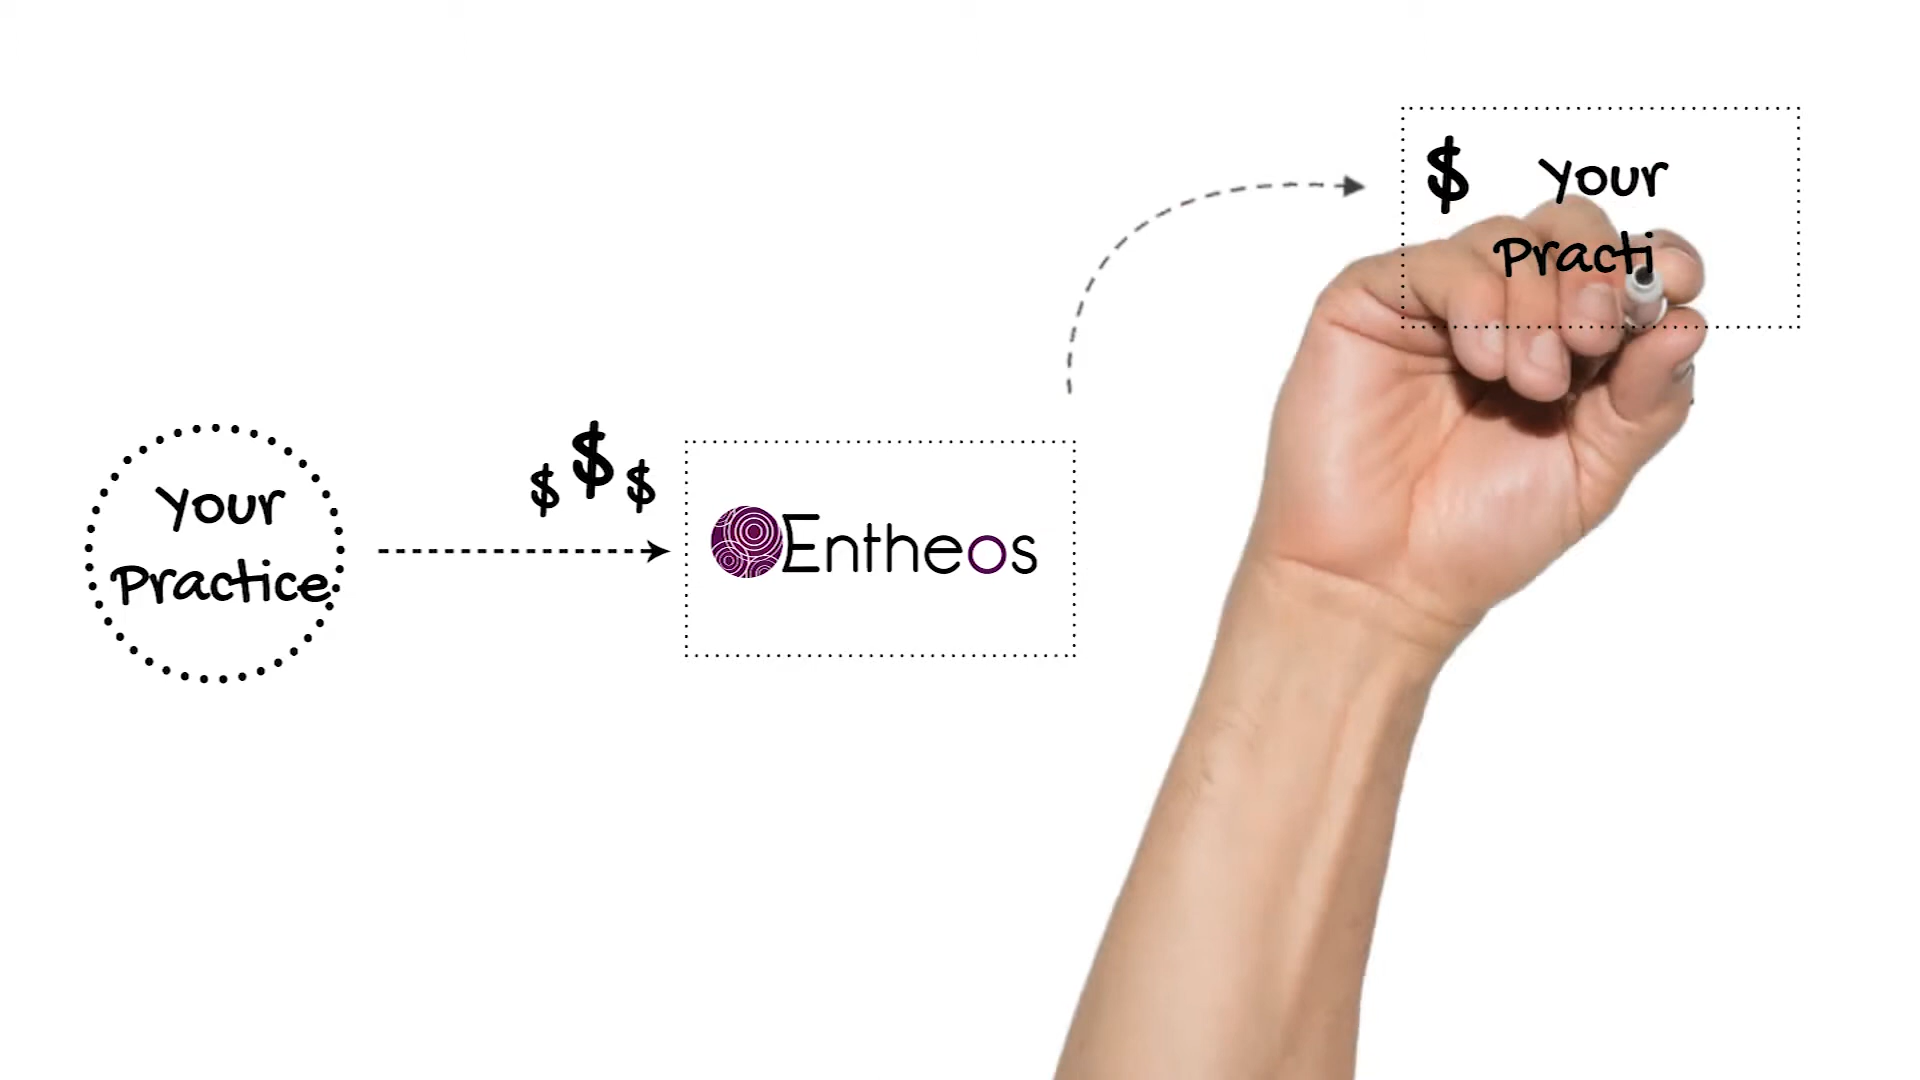 Your
Practice
$ $ $
Entheos
$ Your
Practi